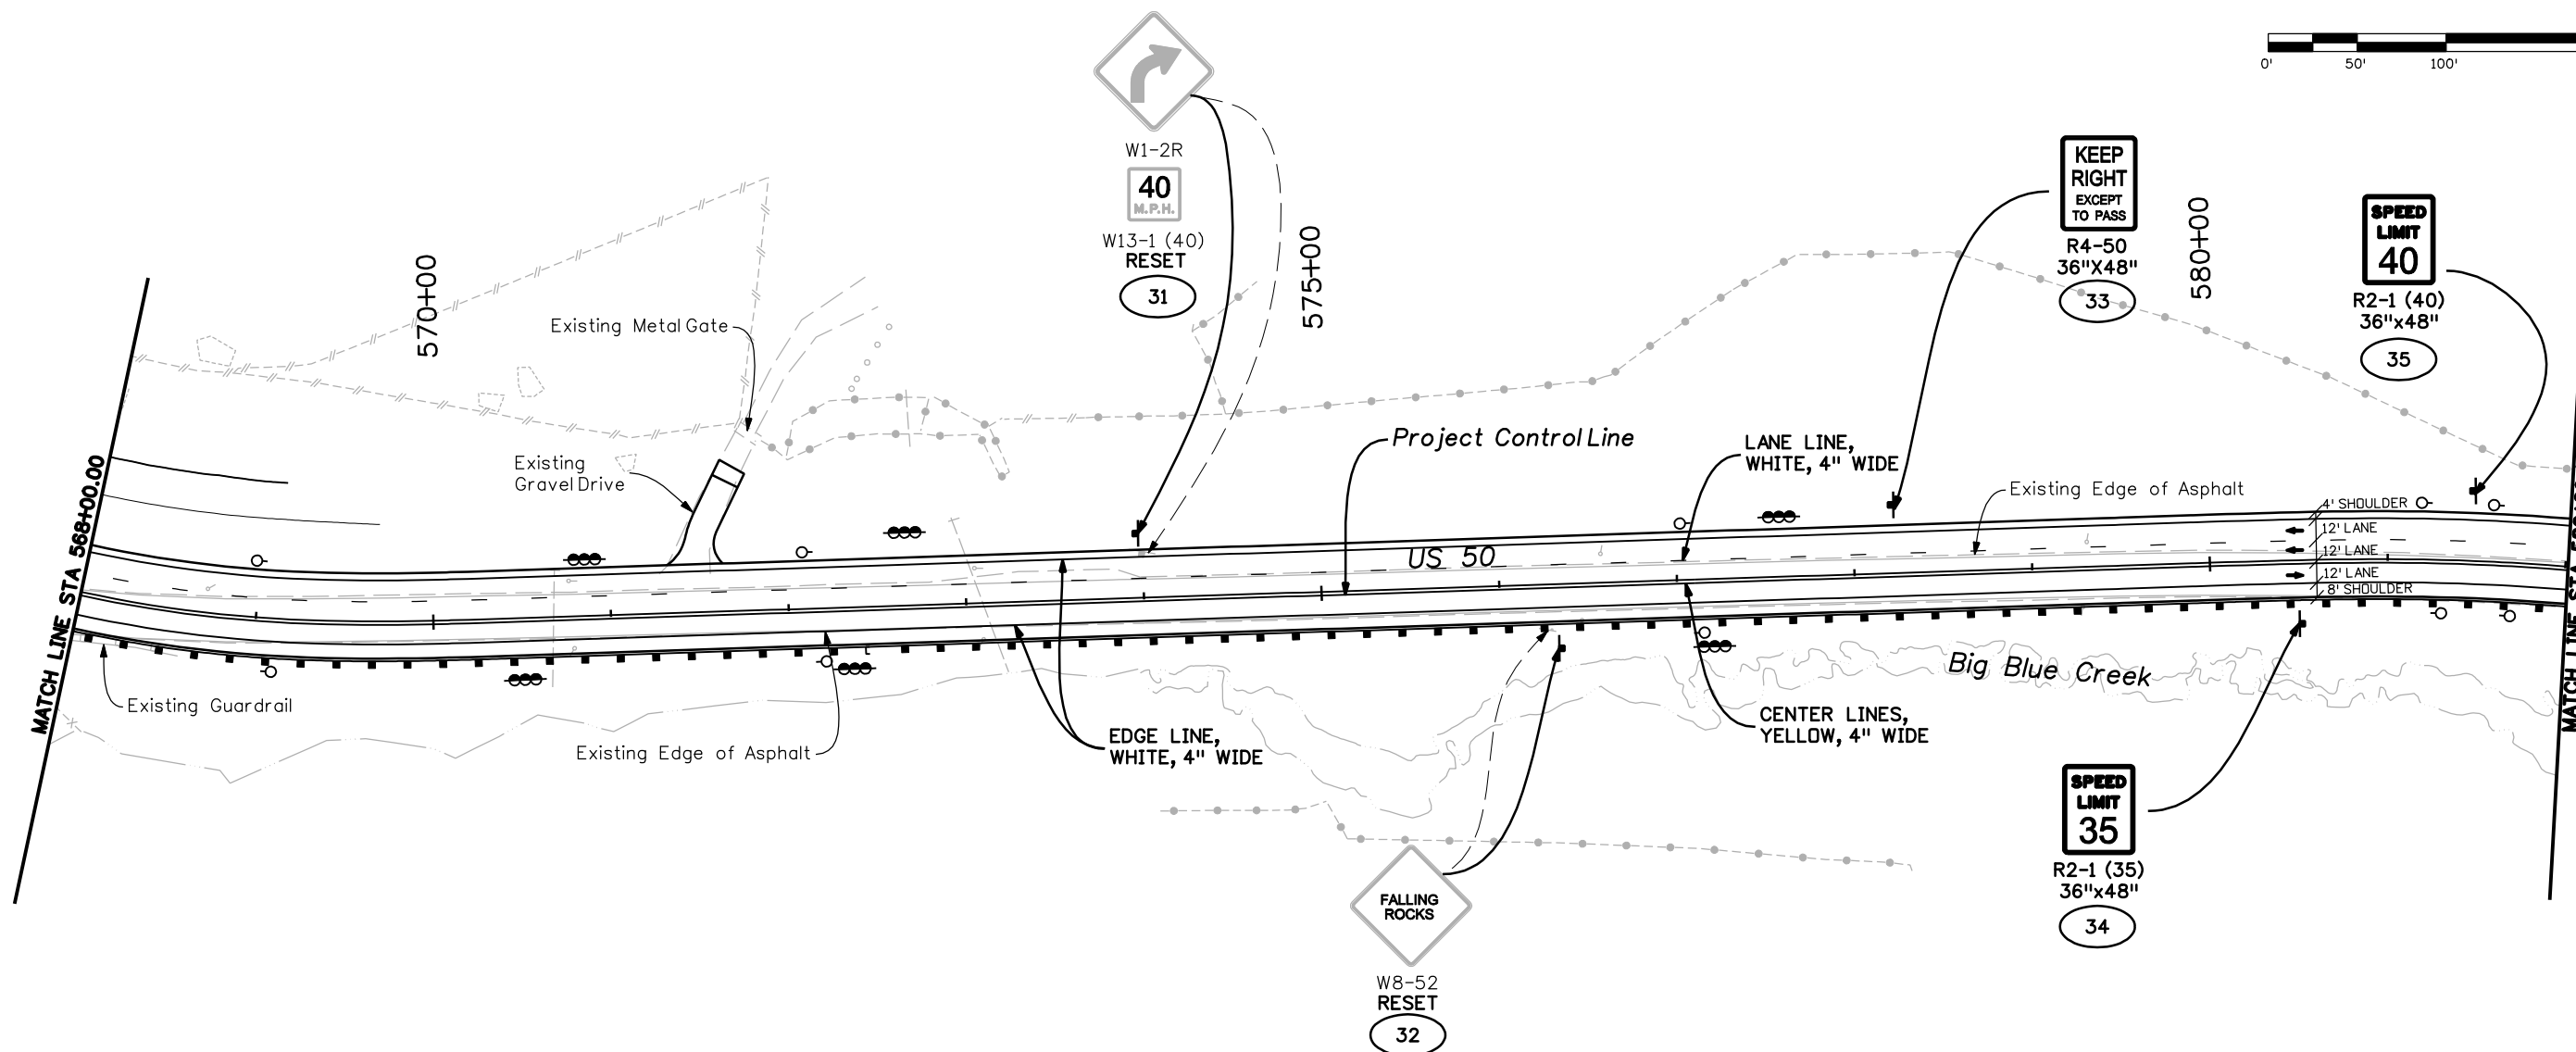 0' 50' 100'
W1-2R
40
M.P.H.
W13-1 (40)
RESET
31
KEEP
RIGHT
EXCEPT
TO PASS
R4-50
36"X48"
33
SPEED
LIMIT
40
R2-1 (40)
36"x48"
35
570+00
575+00
580+00
Existing Metal Gate
Existing
Gravel Drive
Project Control Line
LANE LINE,
WHITE, 4" WIDE
Existing Edge of Asphalt
4' SHOULDER
12' LANE
12' LANE
12' LANE
8' SHOULDER
US 50
MATCH LINE STA 568+00.00
MATCH LINE STA
Big Blue Creek
Existing Guardrail
Existing Edge of Asphalt
EDGE LINE,
WHITE, 4" WIDE
CENTER LINES,
YELLOW, 4" WIDE
SPEED
LIMIT
35
R2-1 (35)
36"x48"
34
FALLING
ROCKS
W8-52
RESET
32